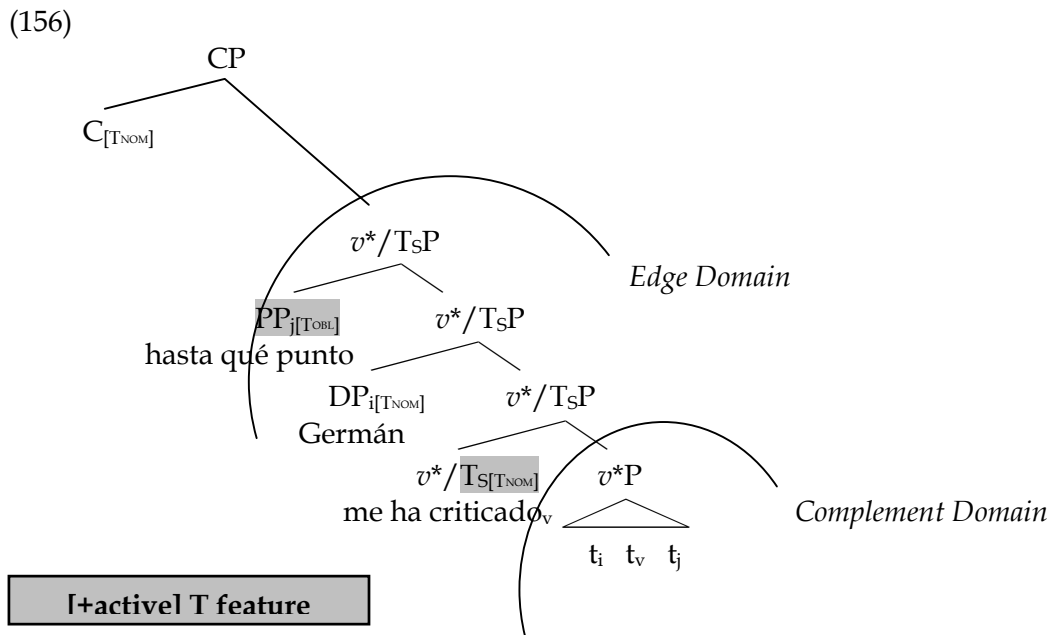 (156)
CP
C[TNOM]
v*/TSP
Edge Domain
PPj[TOBL] v*/TSP
hasta qué punto
DPi[TNOM] v*/TSP
Germán
v*/TS[TNOM] v*P
me ha criticadov Complement Domain
ti tv tj
[+active] T feature